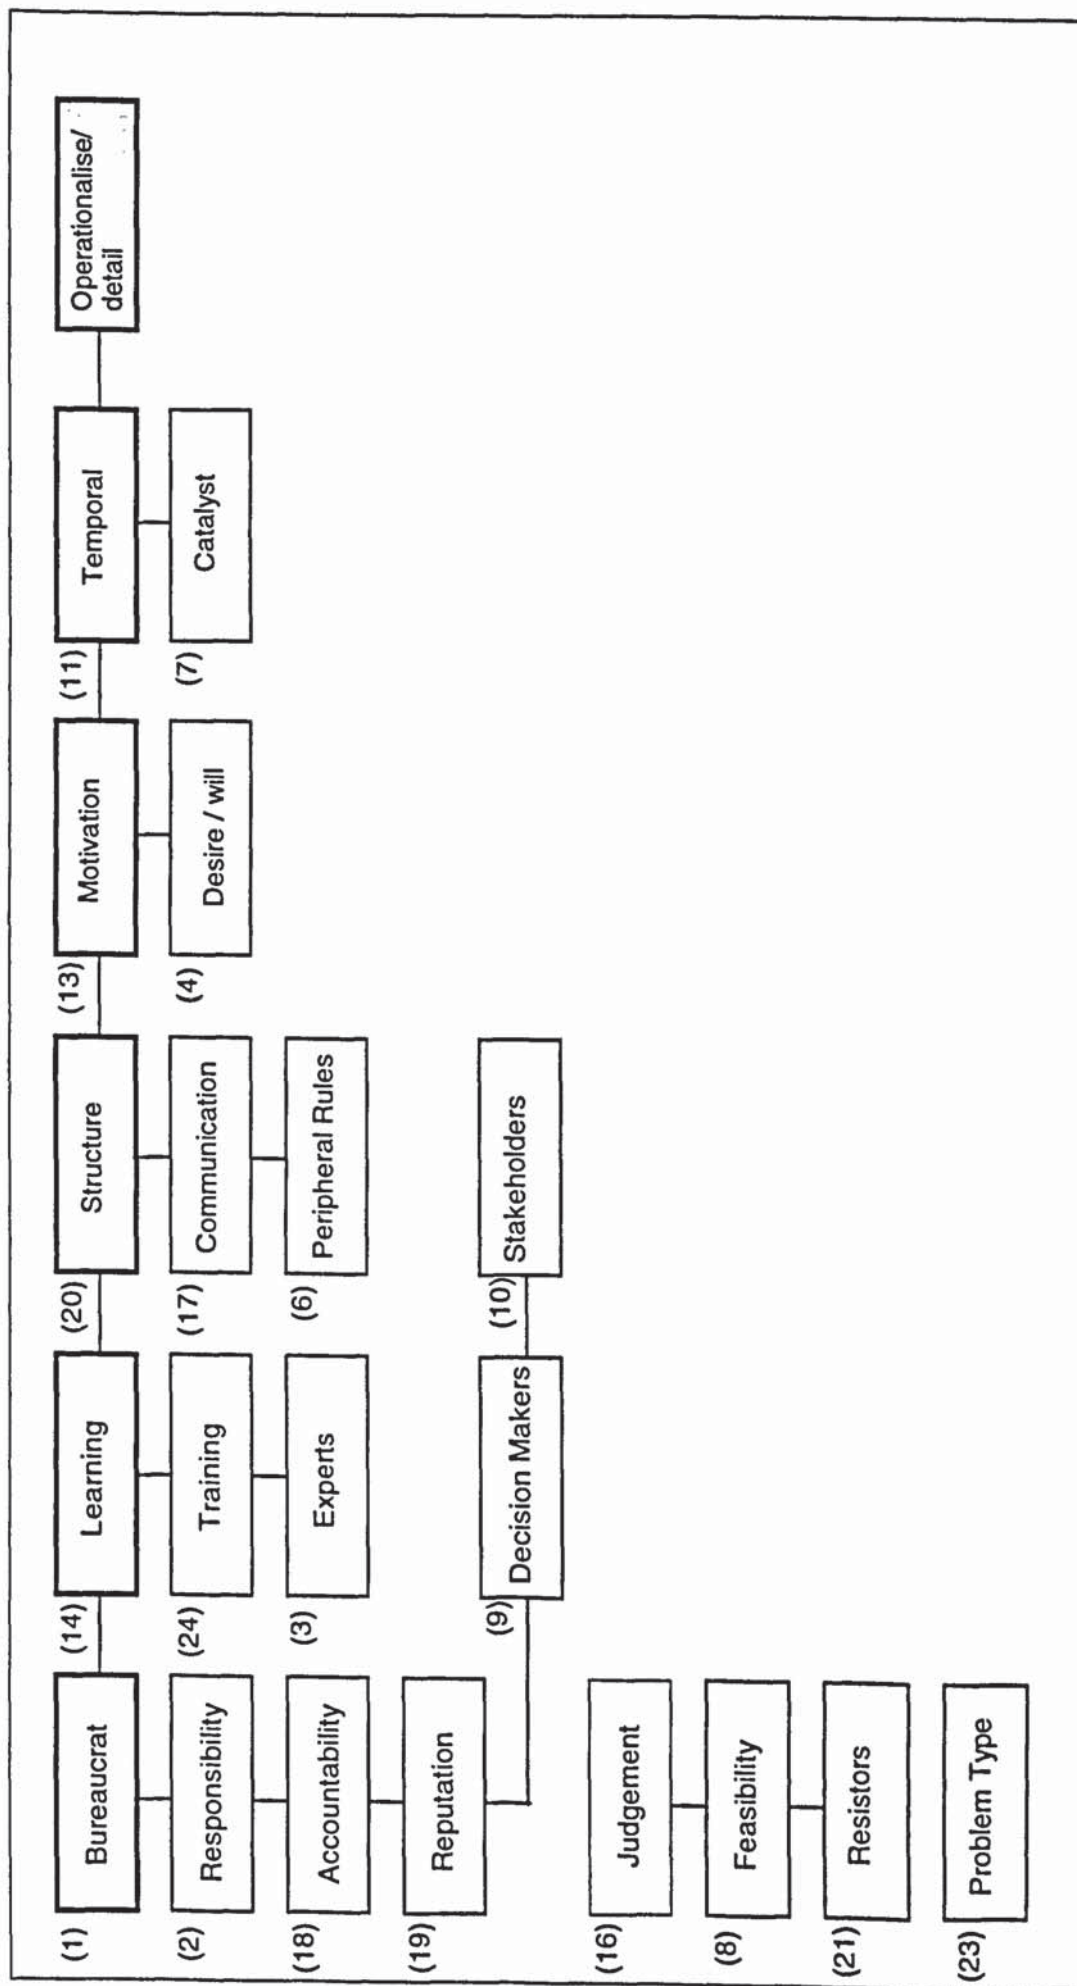 (1) Bureaucrat
(14) Learning
(20) Structure
(13) Motivation
(11) Temporal
Operationalise/
detail
(2) Responsibility
(24) Training
(17) Communication
(4) Desire / will
(7) Catalyst
(18) Accountability
(3) Experts
(6) Peripheral Rules
(19) Reputation
(9) Decision Makers
(10) Stakeholders
(16) Judgement
(8) Feasibility
(21) Resistors
(23) Problem Type